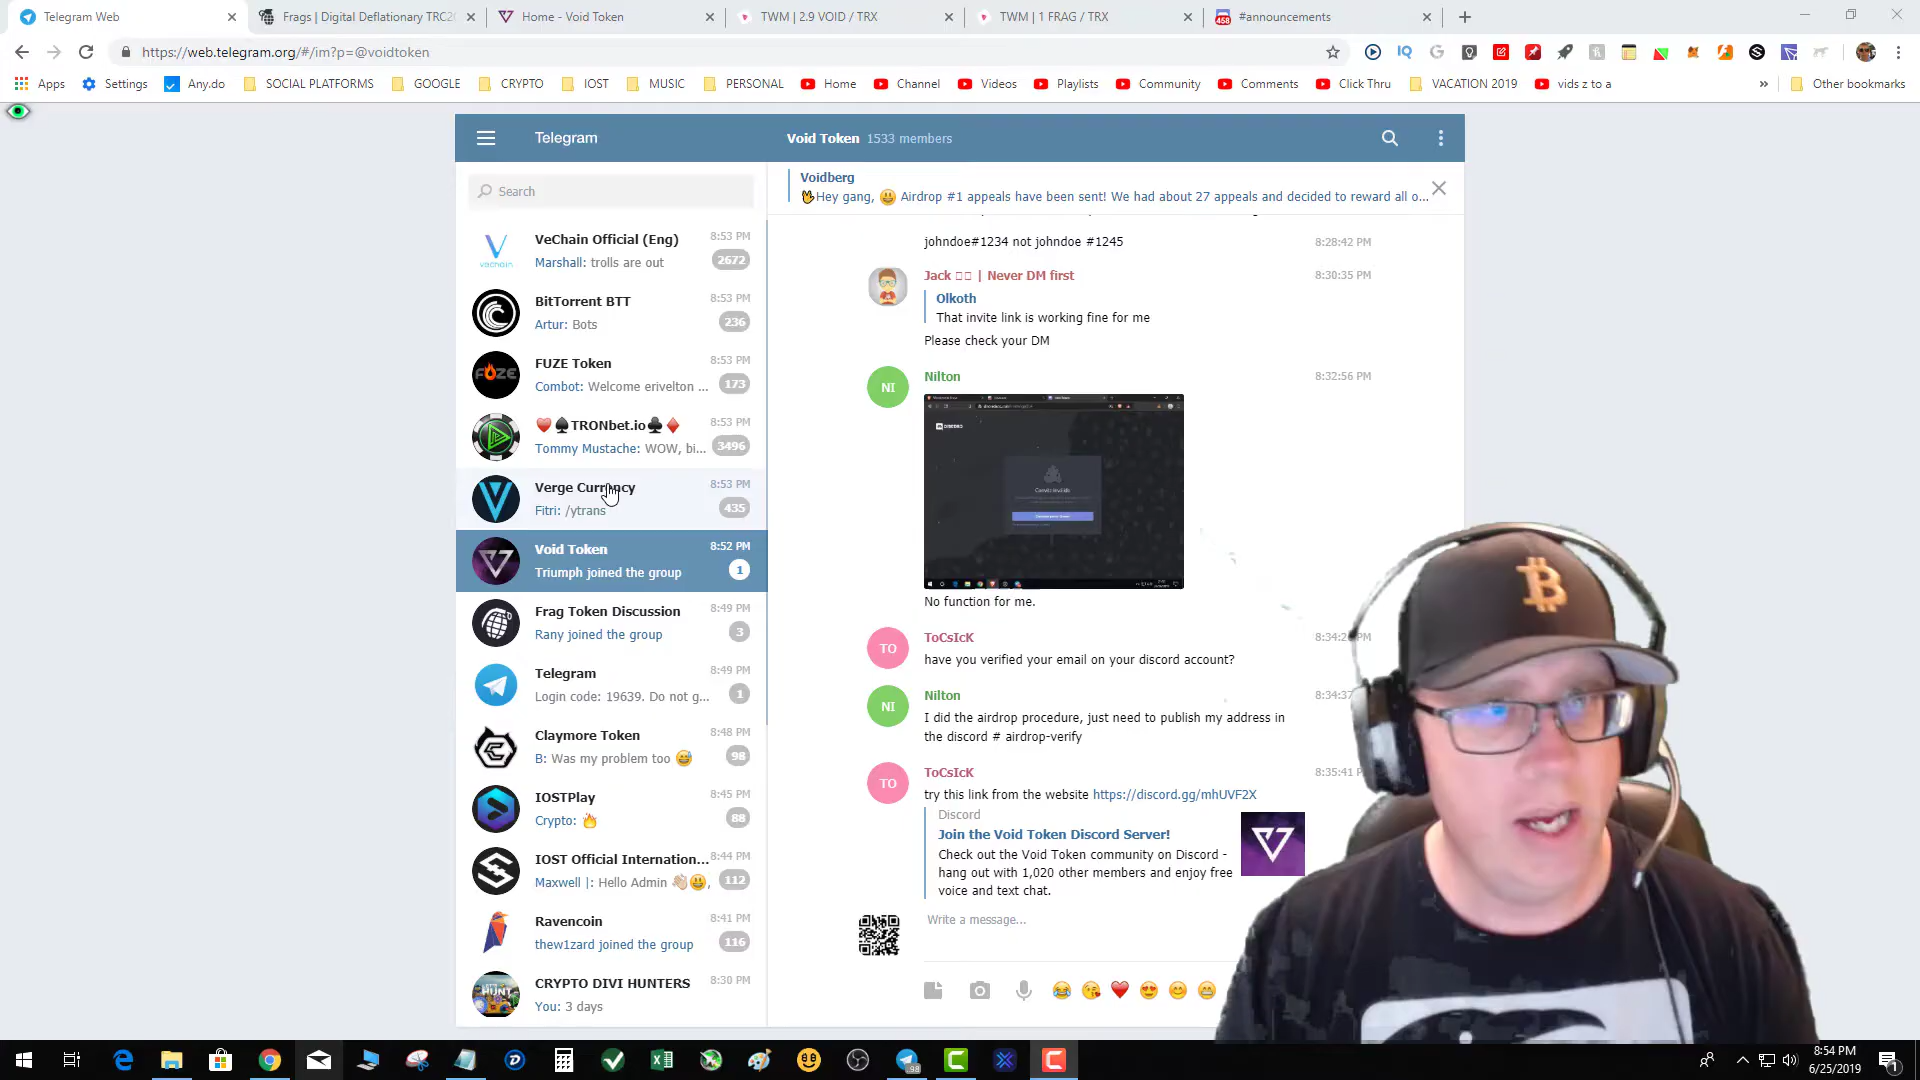 Telegram Web
Frags | Digital Deflationary TRC20
Home - Void Token
TWM | 2.9 VOID / TRX
TWM | 1 FRAG / TRX
458
#announcements
https://web.telegram.org/#/im?p=@voidtoken
Apps
Settings
Any.do
SOCIAL PLATFORMS
GOOGLE
CRYPTO
IOST
MUSIC
PERSONAL
Home
Channel
Videos
Playlists
Community
Comments
Click Thru
VACATION 2019
vids z to a
Other bookmarks
Telegram
Void Token 1533 members
Search
Voidberg
Hey gang, 😀 Airdrop #1 appeals have been sent! We had about 27 appeals and decided to reward all o...
VeChain Official (Eng) 8:53 PM
Marshall: trolls are out 2672
BitTorrent BTT 8:53 PM
Artur: Bots 236
FUZE Token 8:53 PM
Combot: Welcome erivelton ... 173
♥️♠️TRONbet.io♣️♦️ 8:53 PM
Tommy Mustache: WOW, bi... 3496
Verge Currency 8:53 PM
Fitri: /ytrans 435
Void Token 8:52 PM
Triumph joined the group 1
Frag Token Discussion 8:49 PM
Rany joined the group 3
Telegram 8:49 PM
Login code: 19639. Do not g... 1
Claymore Token 8:48 PM
B: Was my problem too 😅 98
IOSTPlay 8:45 PM
Crypto: 🔥 88
IOST Official Internation... 8:44 PM
Maxwell |: Hello Admin 👏😀, 112
Ravencoin 8:41 PM
thew1zard joined the group 116
CRYPTO DIVI HUNTERS 8:30 PM
You: 3 days
johndoe#1234 not johndoe #1245 8:28:42 PM
Jack | Never DM first 8:30:35 PM
Olkoth
That invite link is working fine for me
Please check your DM
NI
Nilton 8:32:56 PM
No function for me.
TO
ToCsIcK
have you verified your email on your discord account?
NI
Nilton 8:34:37
I did the airdrop procedure, just need to publish my address in
the discord # airdrop-verify
TO
ToCsIcK 8:35:41
try this link from the website https://discord.gg/mhUVF2X
Discord
Join the Void Token Discord Server!
Check out the Void Token community on Discord -
hang out with 1,020 other members and enjoy free
voice and text chat.
Write a message...
8:54 PM
6/25/2019